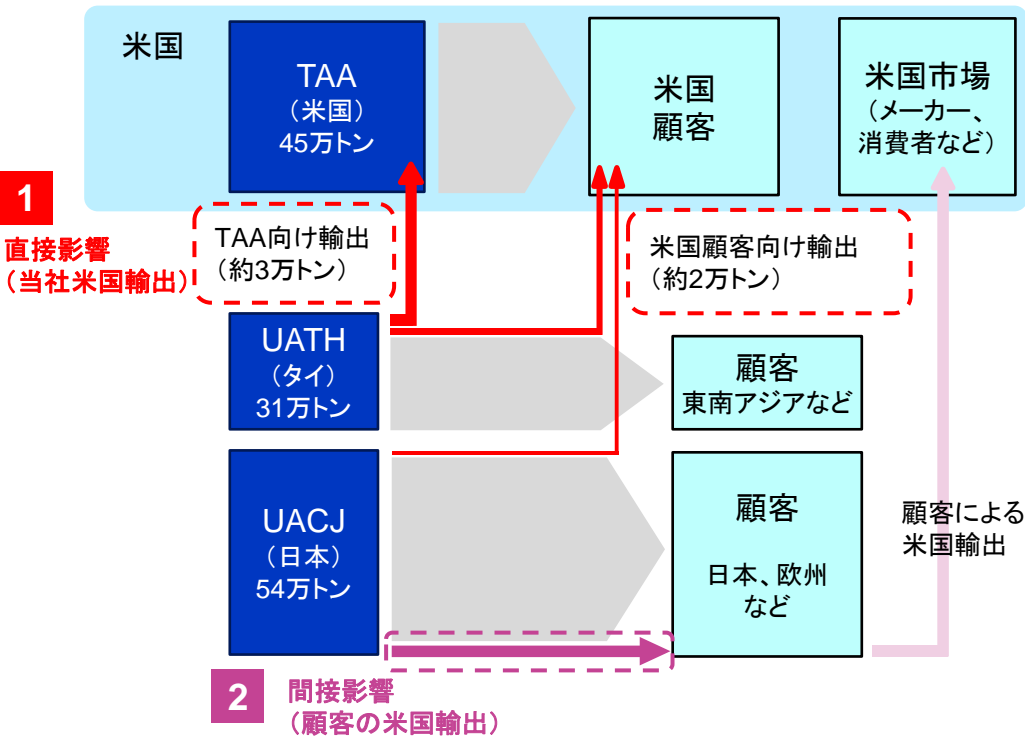 米国
TAA
（米国）
45万トン
米国
顧客
米国市場
（メーカー、
消費者など）
1
直接影響
（当社米国輸出）
TAA向け輸出
（約3万トン）
米国顧客向け輸出
（約2万トン）
UATH
（タイ）
31万トン
顧客
東南アジアなど
UACJ
（日本）
54万トン
顧客
日本、欧州
など
顧客による
米国輸出
2
間接影響
（顧客の米国輸出）